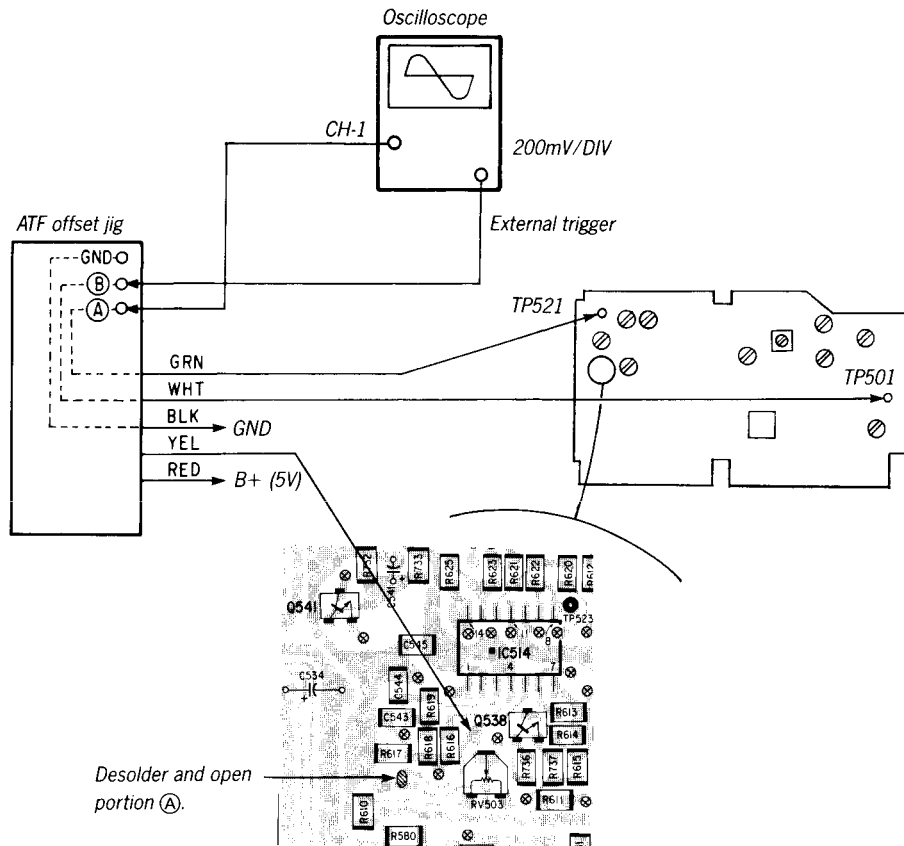 Oscilloscope
CH-1
200mV/DIV
External trigger
ATF offset jig
GND
B
A
GRN
WHT
BLK
GND
YEL
RED
B+ (5V)
TP521
TP501
R733
R625
R623
R621
R622
R620
Q541
C545
TP523
14
11
8
IC514
1
4
7
C534
+
C544
R619
C543
Q538
R613
R614
R617
R618
R616
R736
R737
R615
Desolder and open
portion Ⓐ.
RV503
R611
R610
R580